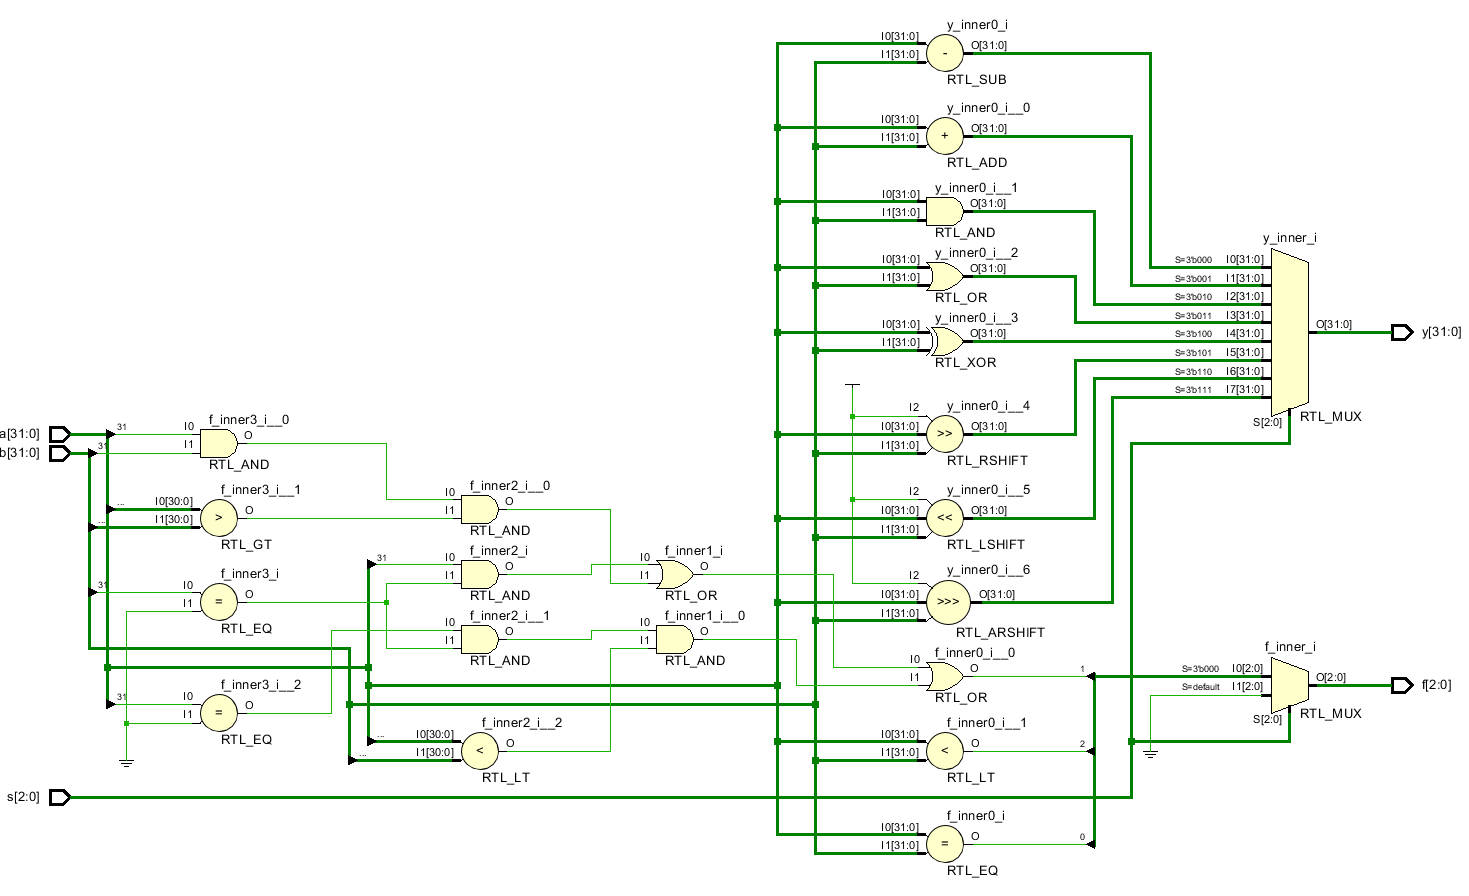 y_inner0_i
I0[31:0]
I1[31:0]
-
O[31:0]
RTL_SUB
y_inner0_i__0
I0[31:0]
I1[31:0]
+
O[31:0]
RTL_ADD
y_inner0_i__1
I0[31:0]
I1[31:0]
O[31:0]
RTL_AND
y_inner0_i__2
I0[31:0]
I1[31:0]
O[31:0]
RTL_OR
y_inner0_i__3
I0[31:0]
I1[31:0]
O[31:0]
RTL_XOR
y_inner0_i__4
I2
I0[31:0]
I1[31:0]
>>
O[31:0]
RTL_RSHIFT
y_inner0_i__5
I2
I0[31:0]
I1[31:0]
<<
O[31:0]
RTL_LSHIFT
y_inner0_i__6
I2
I0[31:0]
I1[31:0]
>>>
O[31:0]
RTL_ARSHIFT
y_inner_i
S=3'b000 I0[31:0]
S=3'b001 I1[31:0]
S=3'b010 I2[31:0]
S=3'b011 I3[31:0]
S=3'b100 I4[31:0]
S=3'b101 I5[31:0]
S=3'b110 I6[31:0]
S=3'b111 I7[31:0]
S[2:0]
O[31:0]
RTL_MUX
y[31:0]
a[31:0]
b[31:0]
31
31
f_inner3_i__0
I0
I1
O
RTL_AND
f_inner3_i__1
...
I0[30:0]
...
I1[30:0]
>
O
RTL_GT
f_inner3_i
31
I0
I1
=
O
RTL_EQ
f_inner3_i__2
31
I0
I1
=
O
RTL_EQ
f_inner2_i__0
I0
I1
O
RTL_AND
f_inner2_i
31
I0
I1
O
RTL_AND
f_inner2_i__1
I0
I1
O
RTL_AND
f_inner2_i__2
...
I0[30:0]
...
I1[30:0]
<
O
RTL_LT
f_inner1_i
I0
I1
O
RTL_OR
f_inner1_i__0
I0
I1
O
RTL_AND
f_inner0_i__0
I0
I1
O
1
RTL_OR
f_inner0_i__1
I0[31:0]
I1[31:0]
<
O
2
RTL_LT
f_inner0_i
I0[31:0]
I1[31:0]
=
O
0
RTL_EQ
f_inner_i
S=3'b000 I0[2:0]
S=default I1[2:0]
S[2:0]
O[2:0]
RTL_MUX
f[2:0]
s[2:0]